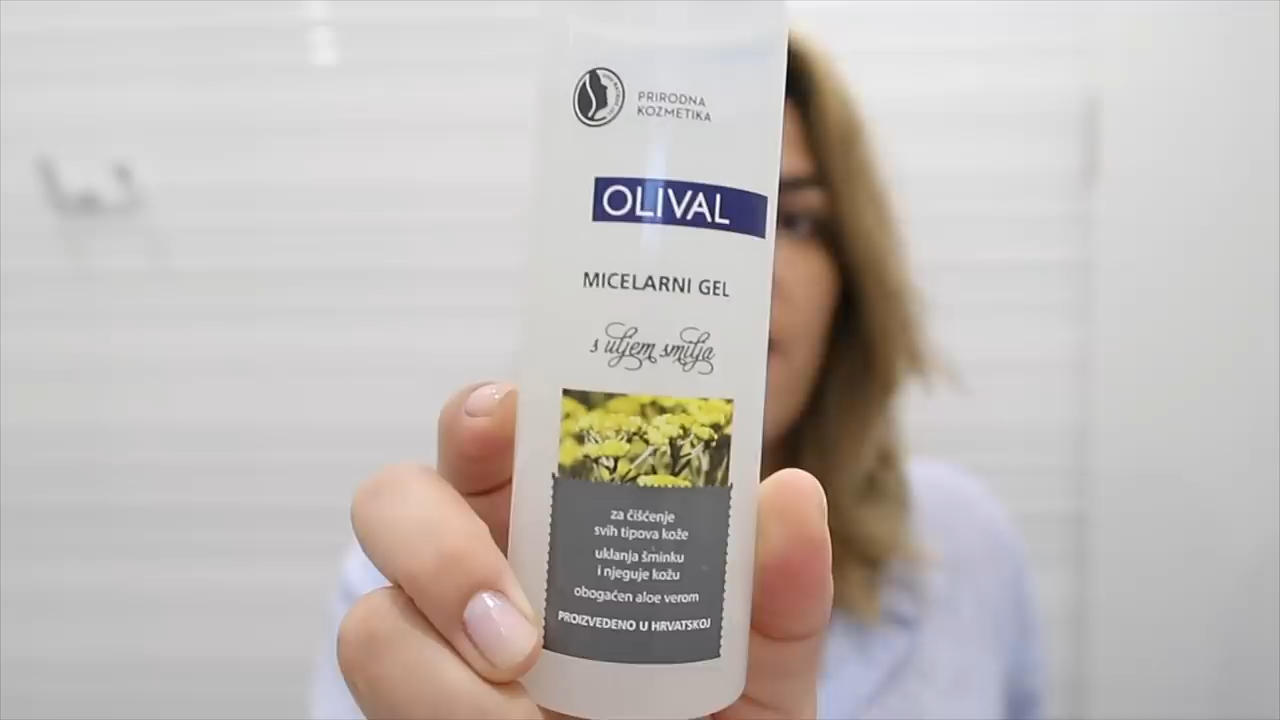 PRIRODNA
KOZMETIKA
OLIVAL
MICELARNI GEL
s uljem smilja
za čišćenje
svih tipova kože
uklanja šminku
i njeguje kožu
obogaćen aloe verom
PROIZVEDENO U HRVATSKOJ